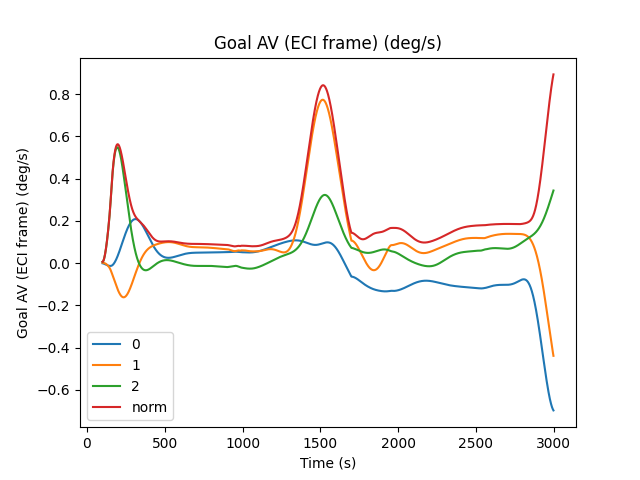 Goal AV (ECI frame) (deg/s)
Goal AV (ECI frame) (deg/s)
0.8
0.6
0.4
0.2
0.0
−0.2
−0.4
−0.6
0
1
2
norm
0 500 1000 1500 2000 2500 3000
Time (s)